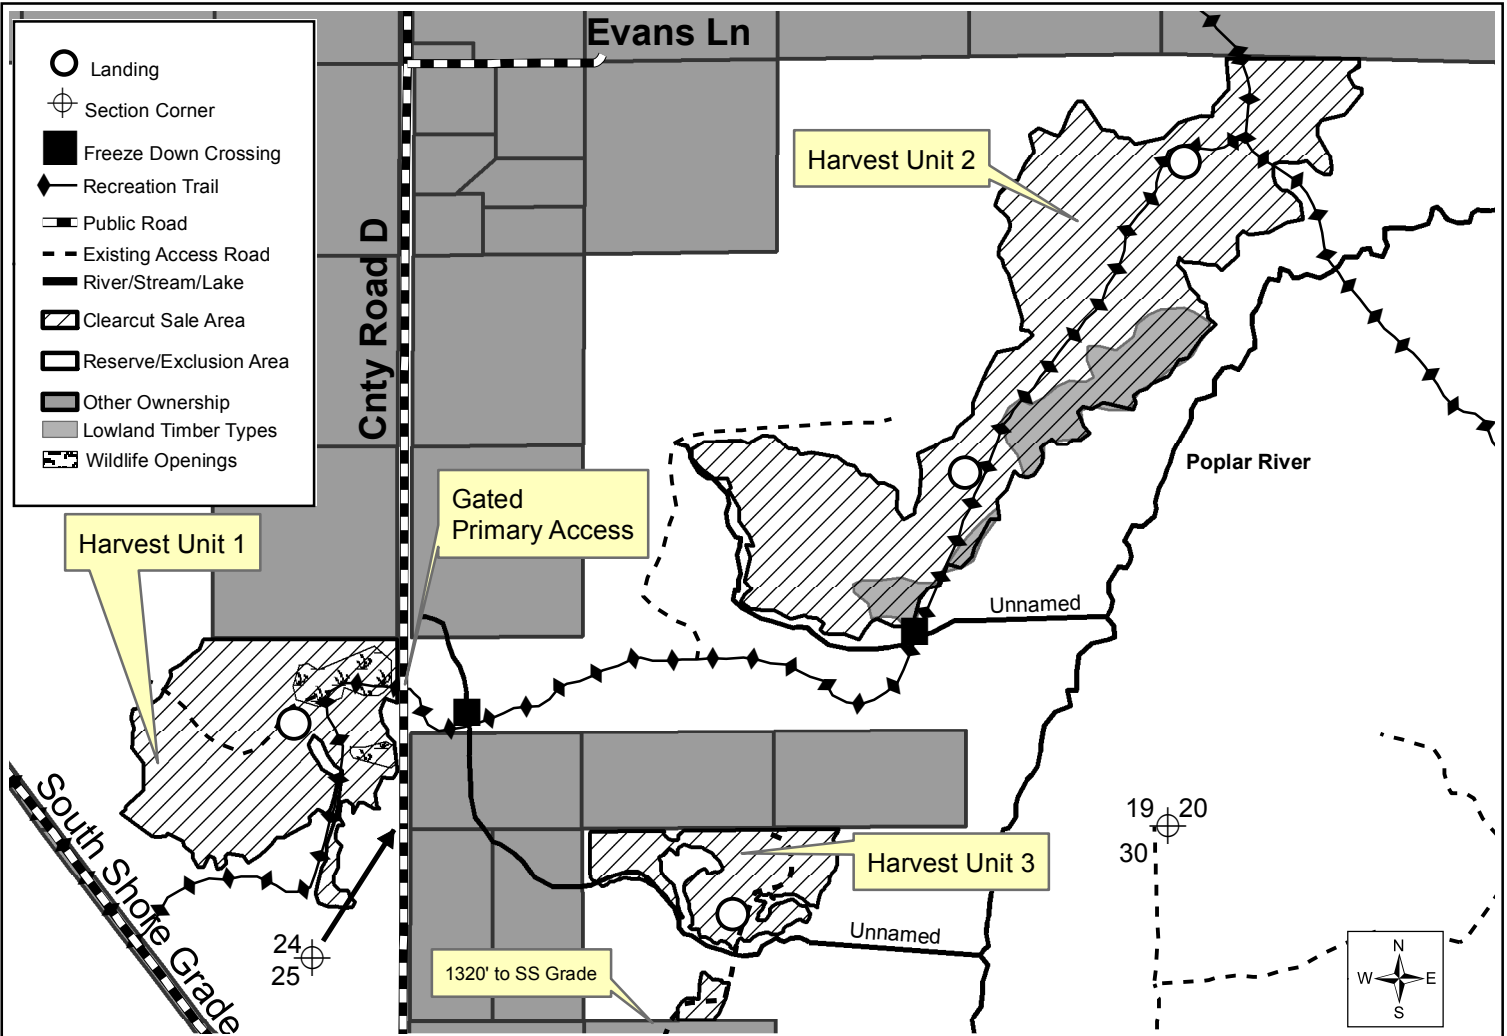 Evans Ln
Landing
Section Corner
Freeze Down Crossing
Recreation Trail
Public Road
Existing Access Road
River/Stream/Lake
Clearcut Sale Area
Reserve/Exclusion Area
Other Ownership
Lowland Timber Types
Wildlife Openings
Cnty Road D
Harvest Unit 2
Poplar River
Gated
Primary Access
Harvest Unit 1
Unnamed
South Shore Grade
19 20
30
Harvest Unit 3
Unnamed
24
25
1320' to SS Grade
N
W E
S